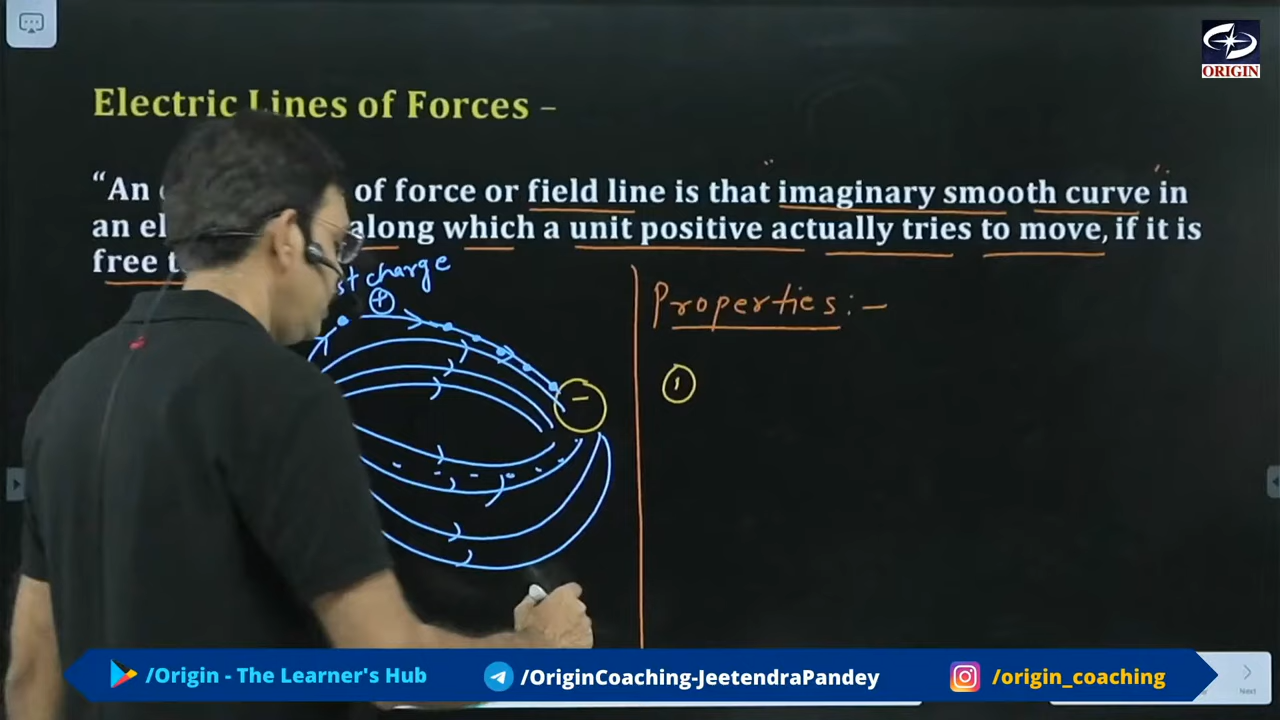 ORIGIN
Electric Lines of Forces –
“An of force or field line is that imaginary smooth curve in
an along which a unit positive actually tries to move, if it is
free
charge
+
Properties :-
①
−
/Origin - The Learner's Hub
/OriginCoaching-JeetendraPandey
/origin_coaching
Next